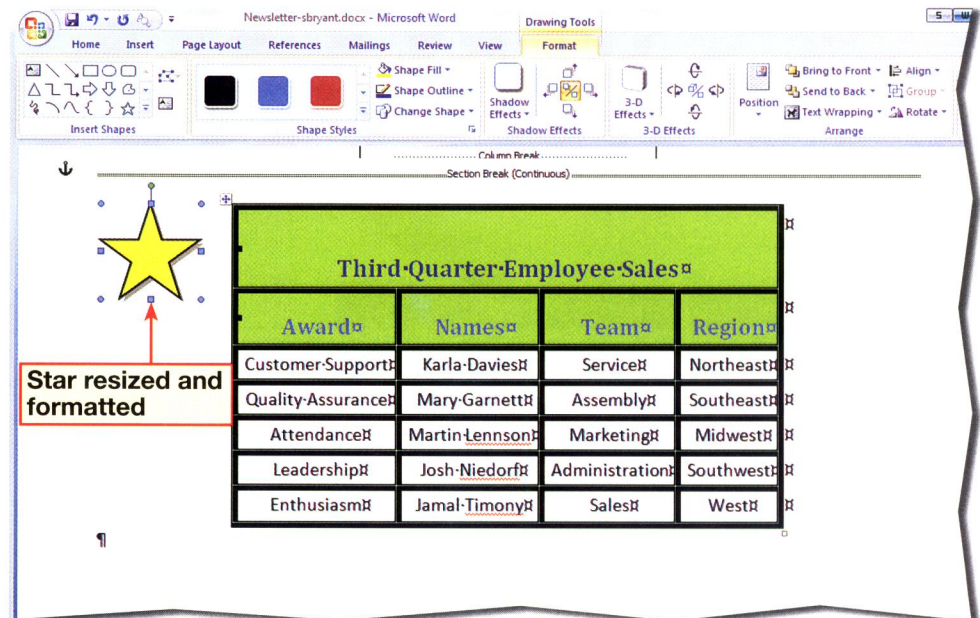 Newsletter-sbryant.docx - Microsoft Word
Drawing Tools
S W
Home Insert Page Layout References Mailings Review View Format
Shape Fill
Shape Outline
Change Shape
Shadow Effects
3-D Effects
Position
Bring to Front
Send to Back
Text Wrapping
Align
Group
Rotate
Insert Shapes
Shape Styles
Shadow Effects
3-D Effects
Arrange
Column Break
Section Break (Continuous)
Third·Quarter·Employee·Sales¤
Award¤ Names¤ Team¤ Region¤
Customer·Support¤ Karla·Davies¤ Service¤ Northeast¤ ¤
Quality·Assurance¤ Mary·Garnett¤ Assembly¤ Southeast¤ ¤
Attendance¤ Martin·Lennson¤ Marketing¤ Midwest¤ ¤
Leadership¤ Josh·Niedorf¤ Administration¤ Southwest¤ ¤
Enthusiasm¤ Jamal·Timony¤ Sales¤ West¤ ¤
¶
Star resized and
formatted